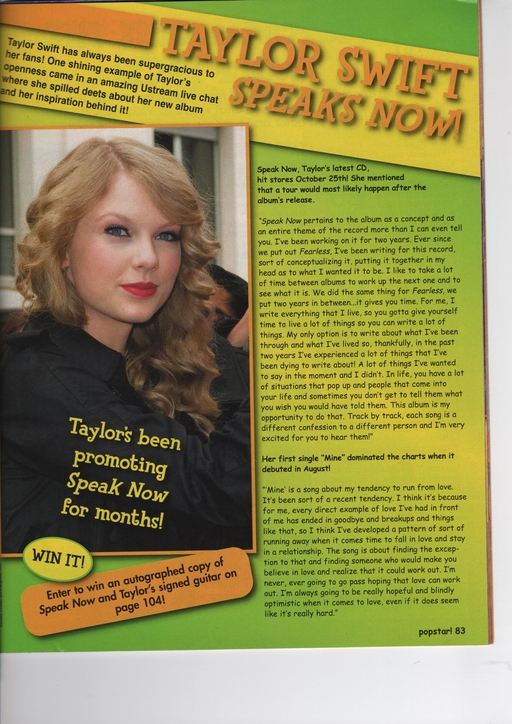 TAYLOR SWIFT
SPEAKS NOW!
Taylor Swift has always been supergracious to
her fans! One shining example of Taylor's
openness came in an amazing Ustream live chat
where she spilled deets about her new album
and her inspiration behind it!
Speak Now, Taylor's latest CD,
hit stores October 25th! She mentioned
that a tour would most likely happen after the
album's release.
"Speak Now pertains to the album as a concept and as
an entire theme of the record more than I can even tell
you. I've been working on it for two years. Ever since
we put out Fearless, I've been writing for this record,
sort of conceptualizing it, putting it together in my
head as to what I wanted it to be. I like to take a lot
of time between albums to work up the next one and to
see what it is. We did the same thing for Fearless, we
put two years in between...it gives you time. For me, I
write everything that I live, so you gotta give yourself
time to live a lot of things so you can write a lot of
things. My only option is to write about what I've been
through and what I've lived so, thankfully, in the past
two years I've experienced a lot of things that I've
been dying to write about! A lot of things I've wanted
to say in the moment and I didn't. In life, you have a lot
of situations that pop up and people that come into
your life and sometimes you don't get to tell them what
you wish you would have told them. This album is my
opportunity to do that. Track by track, each song is a
different confession to a different person and I'm very
excited for you to hear them!"
Her first single "Mine" dominated the charts when it
debuted in August!
"'Mine' is a song about my tendency to run from love.
It's been sort of a recent tendency. I think it's because
for me, every direct example of love I've had in front
of me has ended in goodbye and breakups and things
like that, so I think I've developed a pattern of sort of
running away when it comes time to fall in love and stay
in a relationship. The song is about finding the excep-
tion to that and finding someone who would make you
believe in love and realize that it could work out. I'm
never, ever going to go pass hoping that love can work
out. I'm always going to be really hopeful and blindly
optimistic when it comes to love, even if it does seem
like it's really hard."
Taylor's been
promoting
Speak Now
for months!
WIN IT!
Enter to win an autographed copy of
Speak Now and Taylor's signed guitar on
page 104!
popstar! 83